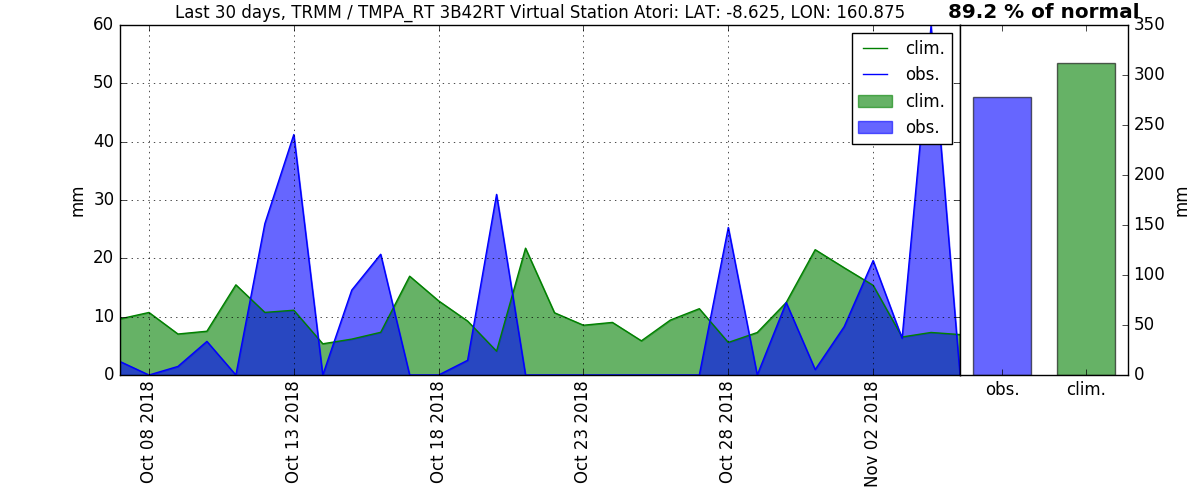 Last 30 days, TRMM / TMPA_RT 3B42RT Virtual Station Atori: LAT: -8.625, LON: 160.875
89.2 % of normal
60
50
40
30
20
10
0
mm
clim.
obs.
clim.
obs.
Oct 08 2018
Oct 13 2018
Oct 18 2018
Oct 23 2018
Oct 28 2018
Nov 02 2018
350
300
250
200
150
100
50
0
mm
obs.
clim.